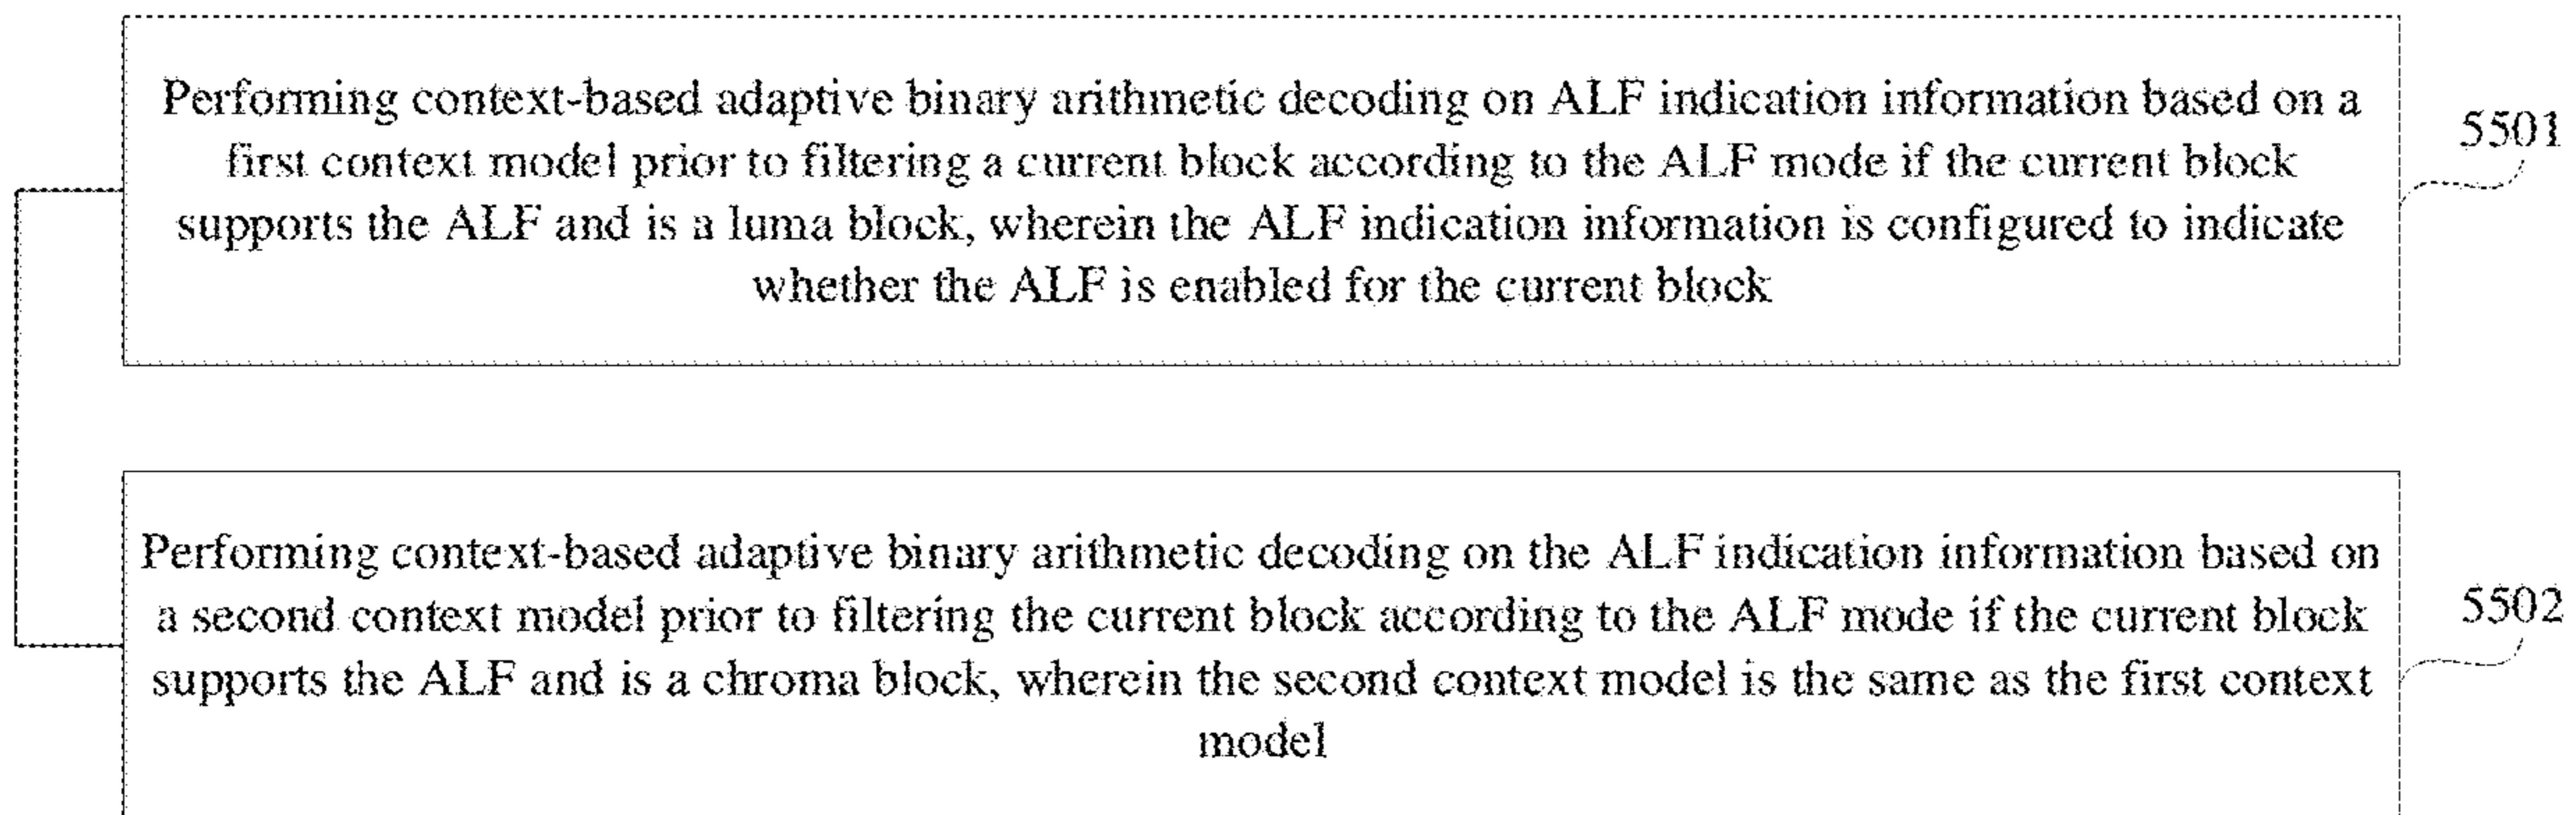 Performing context-based adaptive binary arithmetic decoding on ALF indication information based on a
first context model prior to filtering a current block according to the ALF mode if the current block
supports the ALF and is a luma block, wherein the ALF indication information is configured to indicate
whether the ALF is enabled for the current block
5501
Performing context-based adaptive binary arithmetic decoding on the ALF indication information based on
a second context model prior to filtering the current block according to the ALF mode if the current block
supports the ALF and is a chroma block, wherein the second context model is the same as the first context
model
5502